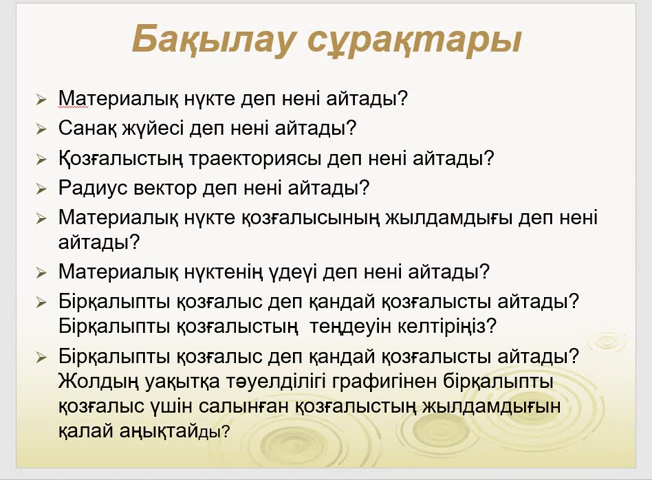 Бақылау сұрақтары
Материалық нүкте деп нені айтады?
Санақ жүйесі деп нені айтады?
Қозғалыстың траекториясы деп нені айтады?
Радиус вектор деп нені айтады?
Материалық нүкте қозғалысының жылдамдығы деп нені
айтады?
Материалық нүктенің үдеуі деп нені айтады?
Бірқалыпты қозғалыс деп қандай қозғалысты айтады?
Бірқалыпты қозғалыстың теңдеуін келтіріңіз?
Бірқалыпты қозғалыс деп қандай қозғалысты айтады?
Жолдың уақытқа тәуелділігі графигінен бірқалыпты
қозғалыс үшін салынған қозғалыстың жылдамдығын
қалай аңықтайды?